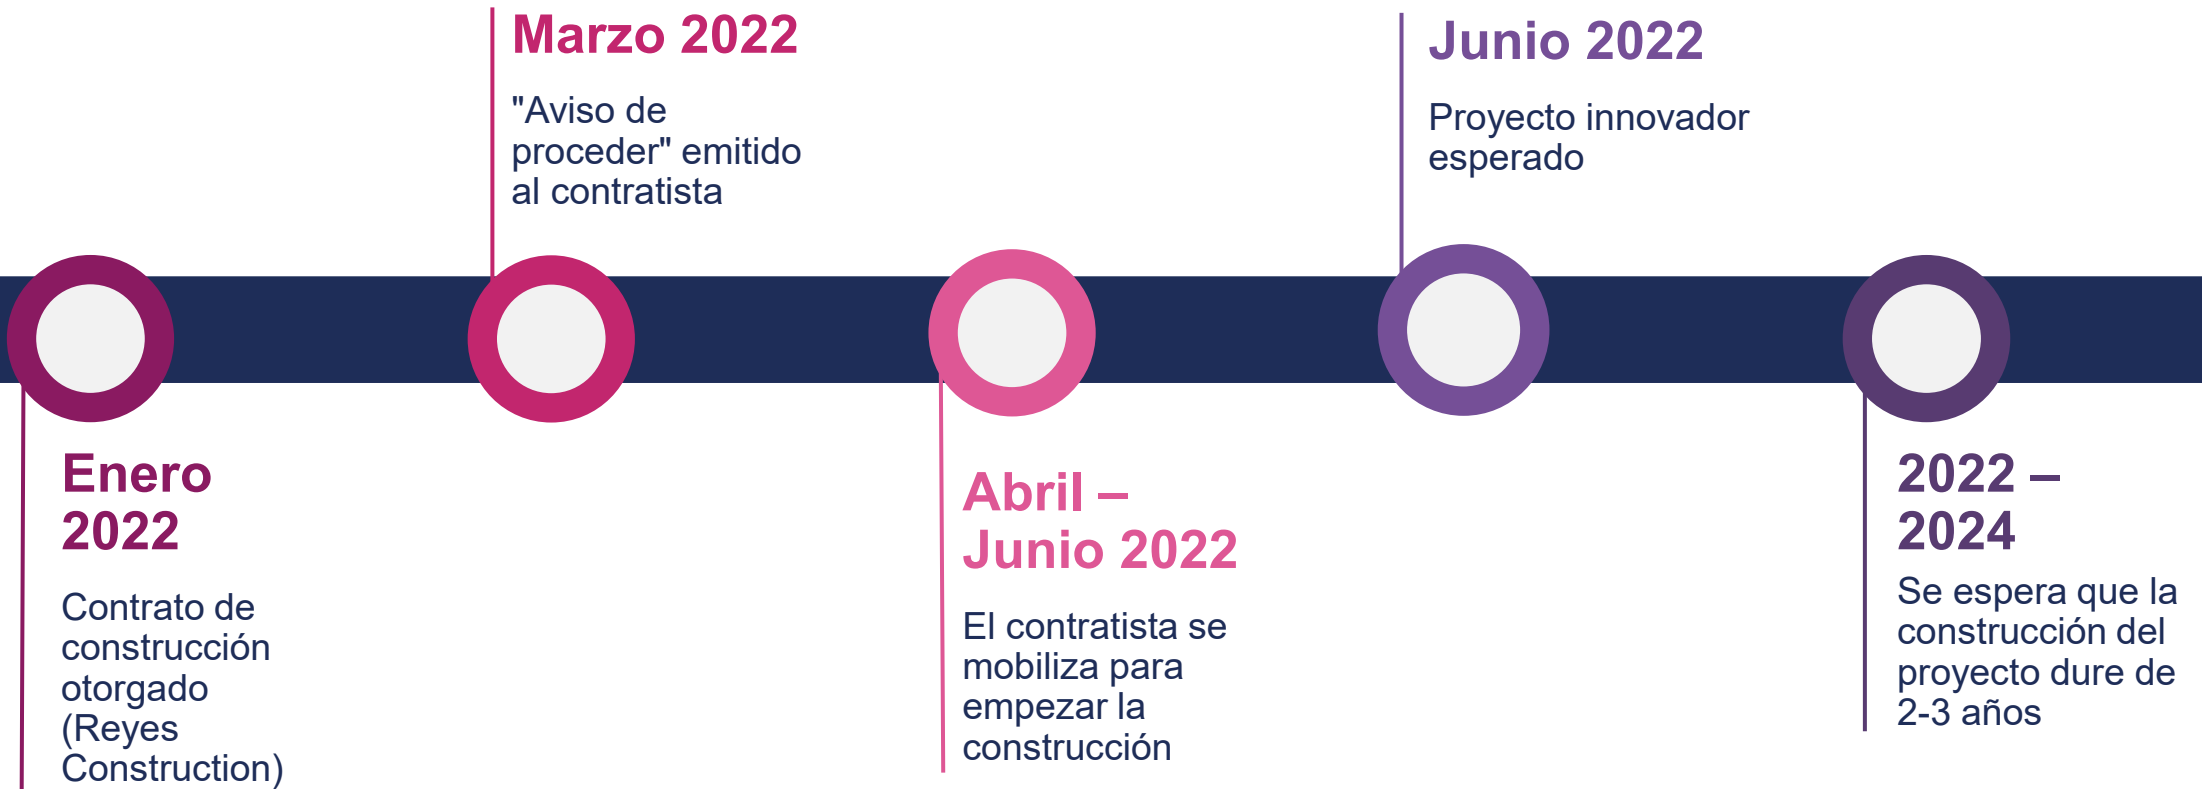 Enero
2022
Contrato de
construcción
otorgado
(Reyes
Construction)
Marzo 2022
"Aviso de
proceder" emitido
al contratista
Abril –
Junio 2022
El contratista se
mobiliza para
empezar la
construcción
Junio 2022
Proyecto innovador
esperado
2022 –
2024
Se espera que la
construcción del
proyecto dure de
2-3 años